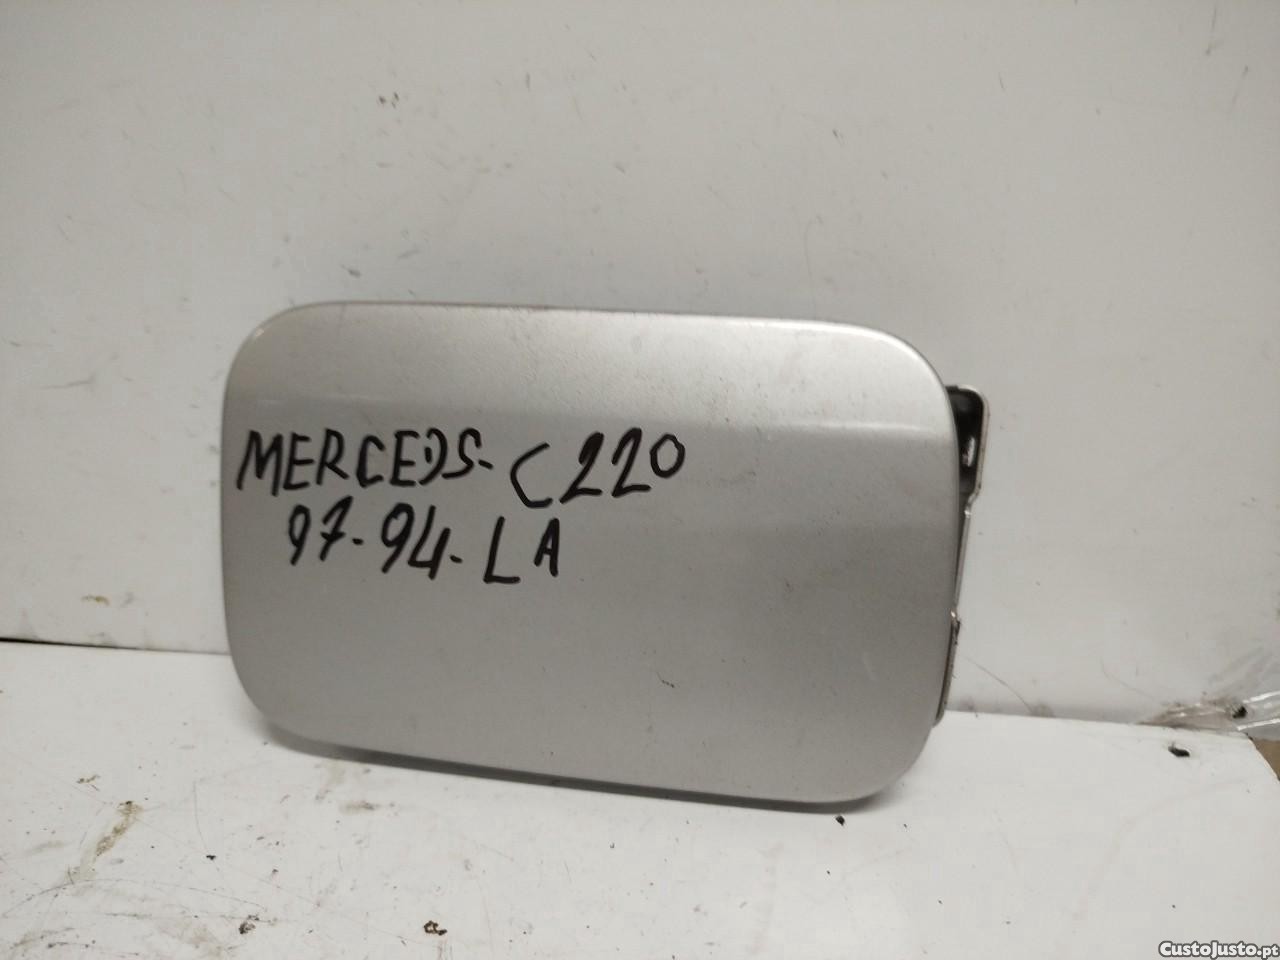 MERCEDS- C220
97-94-LA
CustoJusto.pt